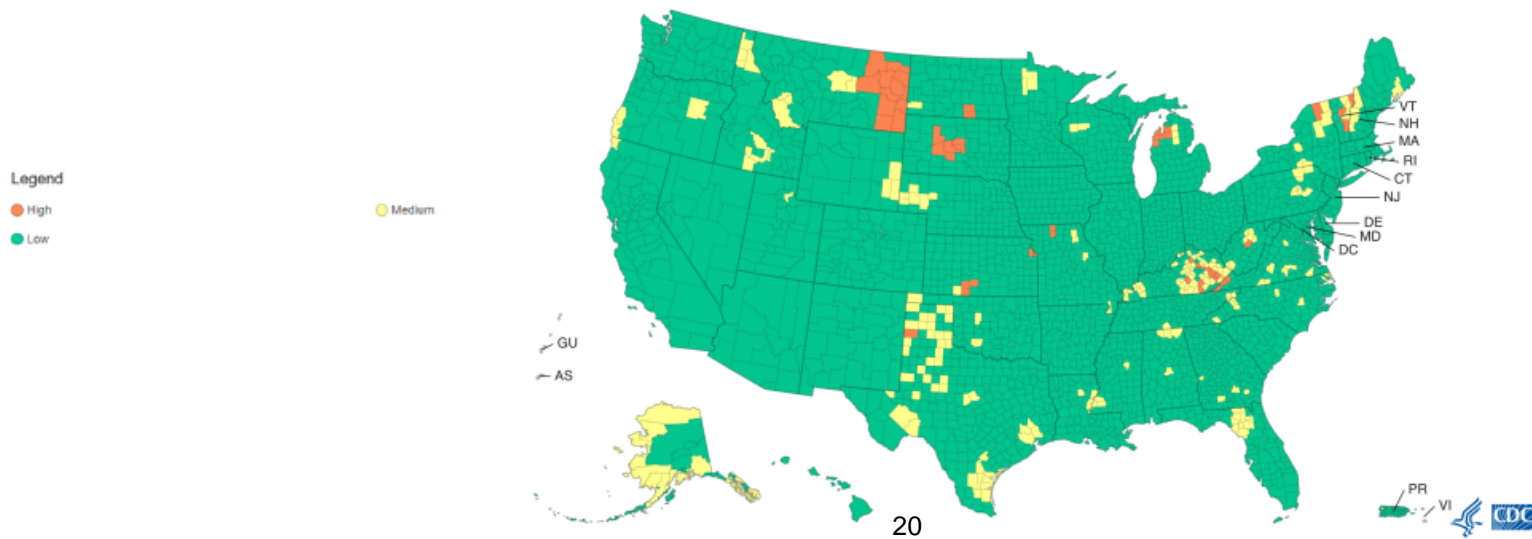 Legend
High
Medium
Low
VT
NH
MA
RI
CT
NJ
DE
MD
DC
GU
AS
PR
VI
CDC
20